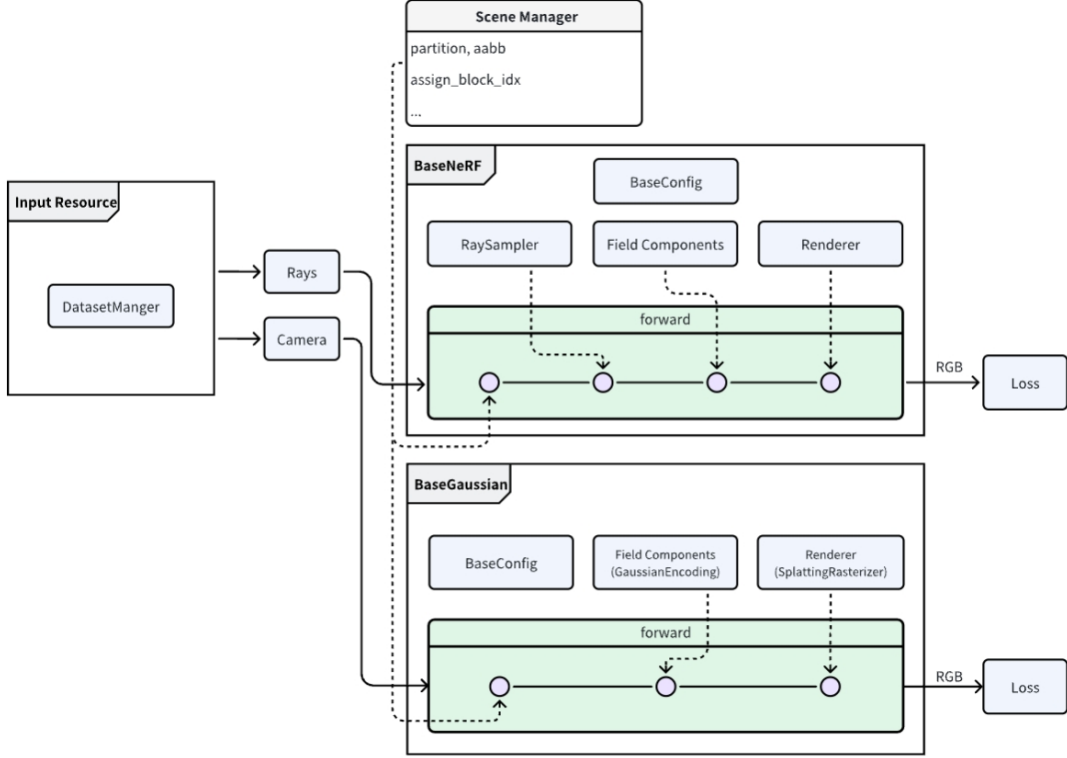 Scene Manager
partition, aabb
assign_block_idx
...
BaseNeRF
BaseConfig
Input Resource
RaySampler
Field Components
Renderer
Rays
DatasetManger
forward
Camera
RGB
Loss
BaseGaussian
BaseConfig
Field Components
(GaussianEncoding)
Renderer
(SplattingRasterizer)
forward
RGB
Loss